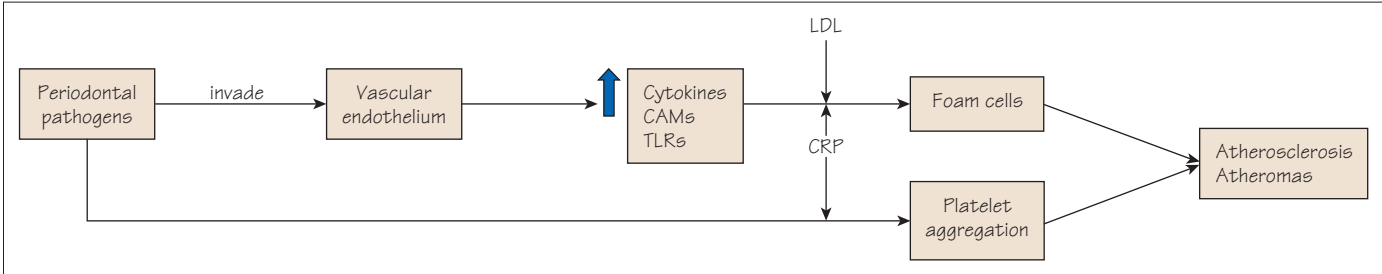 LDL
Periodontal
pathogens
invade
Vascular
endothelium
Cytokines
CAMs
TLRs
Foam cells
CRP
Atherosclerosis
Atheromas
Platelet
aggregation